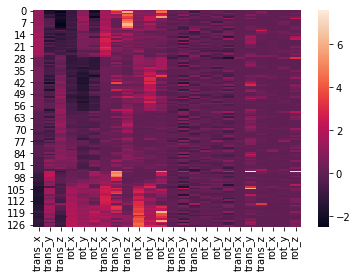 0
7
14
21
28
35
42
49
56
63
70
77
84
91
98
105
112
119
126
trans_x
trans_y
trans_z
rot_x
rot_y
rot_z
trans_x
trans_y
trans_z
rot_x
rot_y
rot_z
trans_x
trans_y
trans_z
rot_x
rot_y
rot_z
trans_x
trans_y
trans_z
rot_x
rot_y
rot_z
6
4
2
0
−2